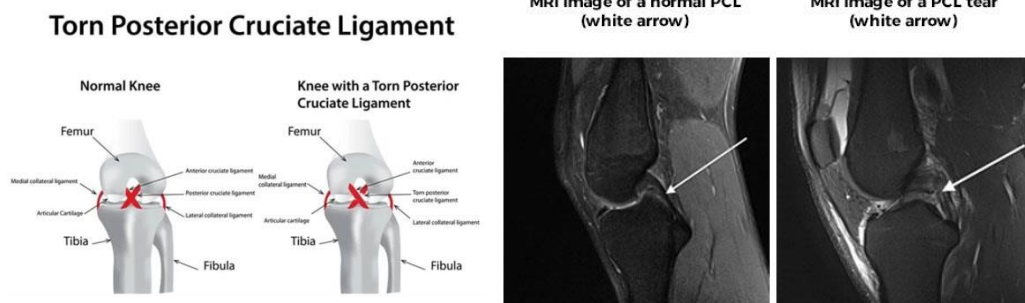 Torn Posterior Cruciate Ligament
Normal Knee
Femur
Medial collateral ligament
Articular Cartilage
Tibia
Anterior cruciate ligament
Posterior cruciate ligament
Lateral collateral ligament
Fibula
Knee with a Torn Posterior
Cruciate Ligament
Femur
Medial
collateral ligament
Articular cartilage
Tibia
Anterior
cruciate ligament
Torn posterior
cruciate ligament
Lateral collateral ligament
Fibula
MRI image of a normal PCL
(white arrow)
MRI image of a PCL tear
(white arrow)